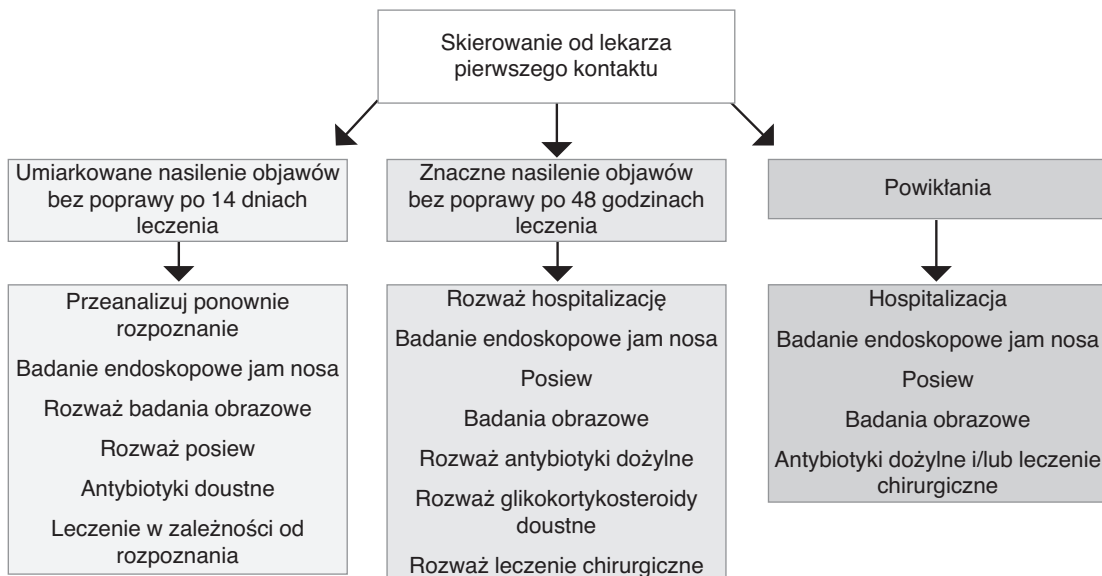 Skierowanie od lekarza
pierwszego kontaktu
Umiarkowane nasilenie objawów
bez poprawy po 14 dniach
leczenia
Znaczne nasilenie objawów
bez poprawy po 48 godzinach
leczenia
Powikłania
Przeanalizuj ponownie
rozpoznanie
Badanie endoskopowe jam nosa
Rozważ badania obrazowe
Rozważ posiew
Antybiotyki doustne
Leczenie w zależności od
rozpoznania
Rozważ hospitalizację
Badanie endoskopowe jam nosa
Posiew
Badania obrazowe
Rozważ antybiotyki dożylne
Rozważ glikokortykosteroidy
doustne
Rozważ leczenie chirurgiczne
Hospitalizacja
Badanie endoskopowe jam nosa
Posiew
Badania obrazowe
Antybiotyki dożylne i/lub leczenie
chirurgiczne